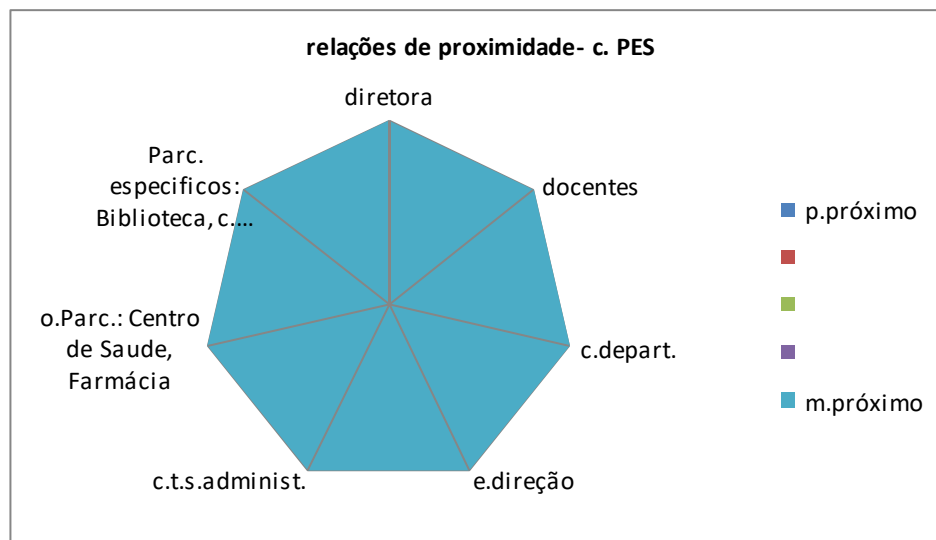 relações de proximidade- c. PES
diretora
docentes
c.depart.
e.direção
c.t.s.administ.
o.Parc.: Centro
de Saude,
Farmácia
Parc.
especificos:
Biblioteca, c....
p.próximo
m.próximo